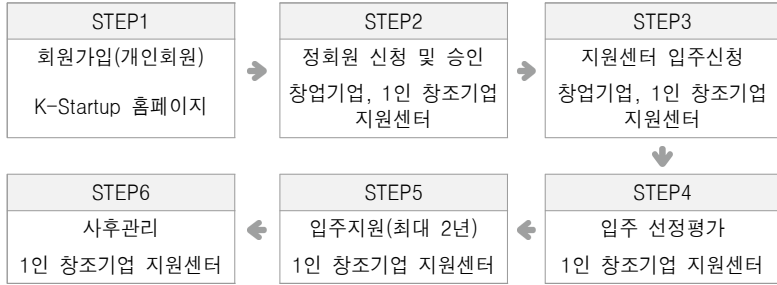 STEP1
회원가입(개인회원)
K-Startup 홈페이지
STEP2
정회원 신청 및 승인
창업기업, 1인 창조기업
지원센터
STEP3
지원센터 입주신청
창업기업, 1인 창조기업
지원센터
STEP4
입주 선정평가
1인 창조기업 지원센터
STEP5
입주지원(최대 2년)
1인 창조기업 지원센터
STEP6
사후관리
1인 창조기업 지원센터